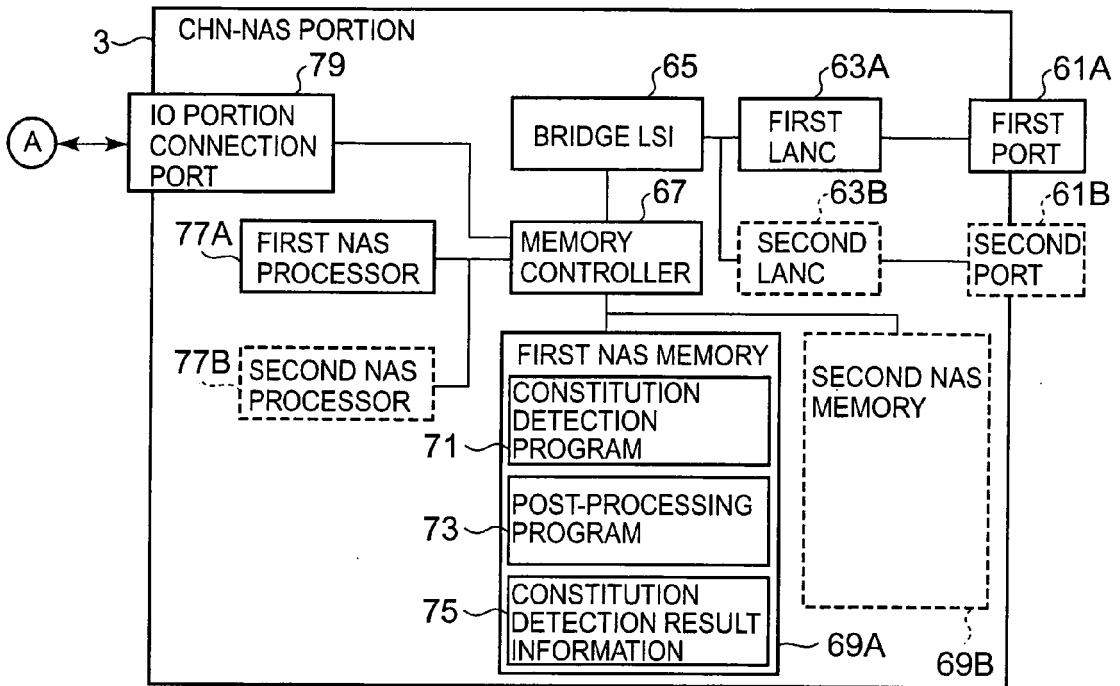 3
CHN-NAS PORTION
79
65
63A
61A
A
IO PORTION
CONNECTION
PORT
BRIDGE LSI
FIRST
LANC
FIRST
PORT
67
63B
61B
77A
FIRST NAS
PROCESSOR
MEMORY
CONTROLLER
SECOND
LANC
SECOND
PORT
77B
SECOND NAS
PROCESSOR
FIRST NAS MEMORY
SECOND NAS
MEMORY
71
CONSTITUTION
DETECTION
PROGRAM
73
POST-PROCESSING
PROGRAM
75
CONSTITUTION
DETECTION RESULT
INFORMATION
69A
69B